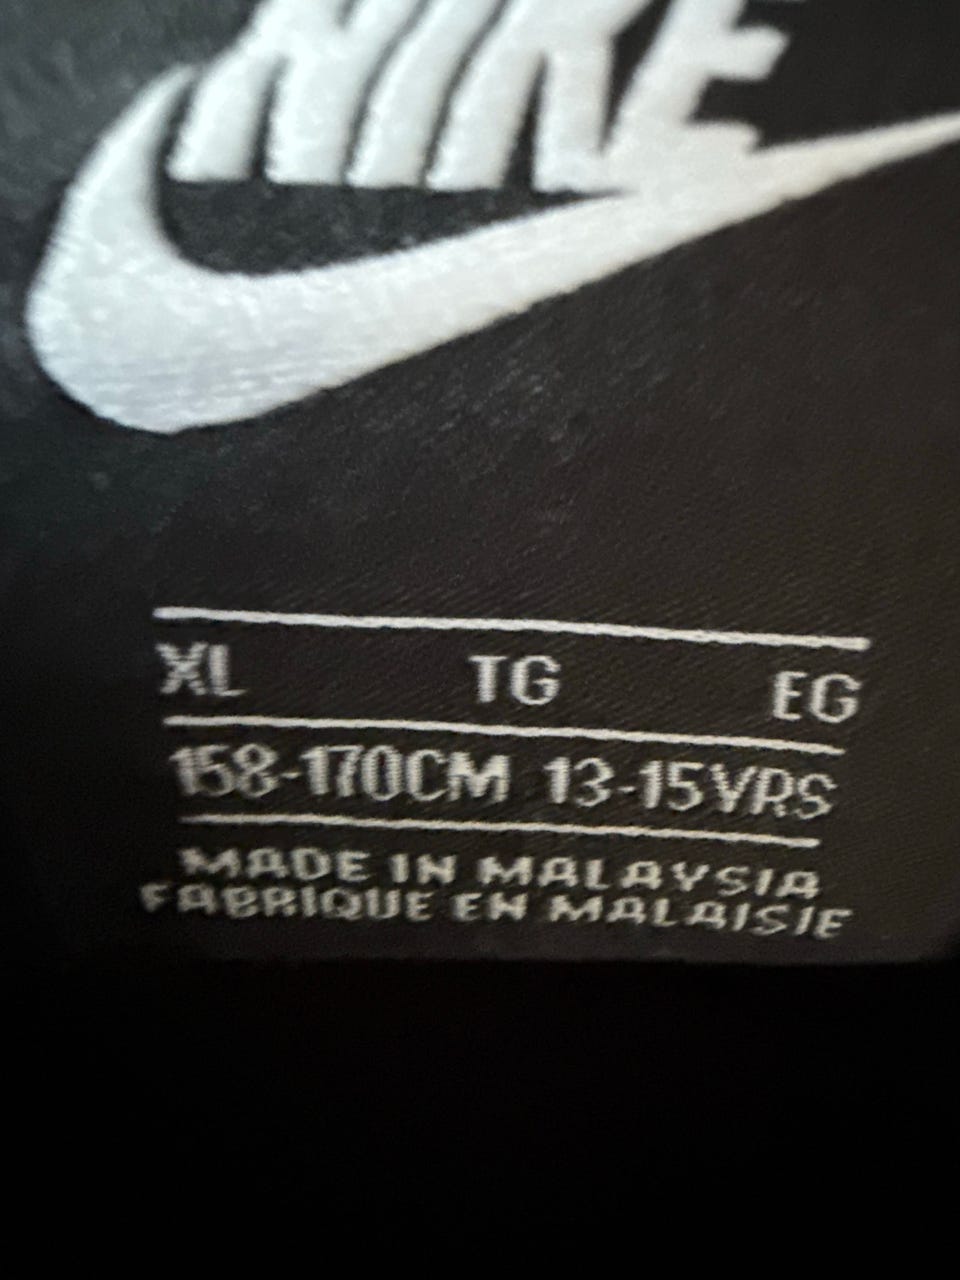 NIKE
XL TG EG
158-170CM 13-15YRS
MADE IN MALAYSIA
FABRIQUE EN MALAISIE